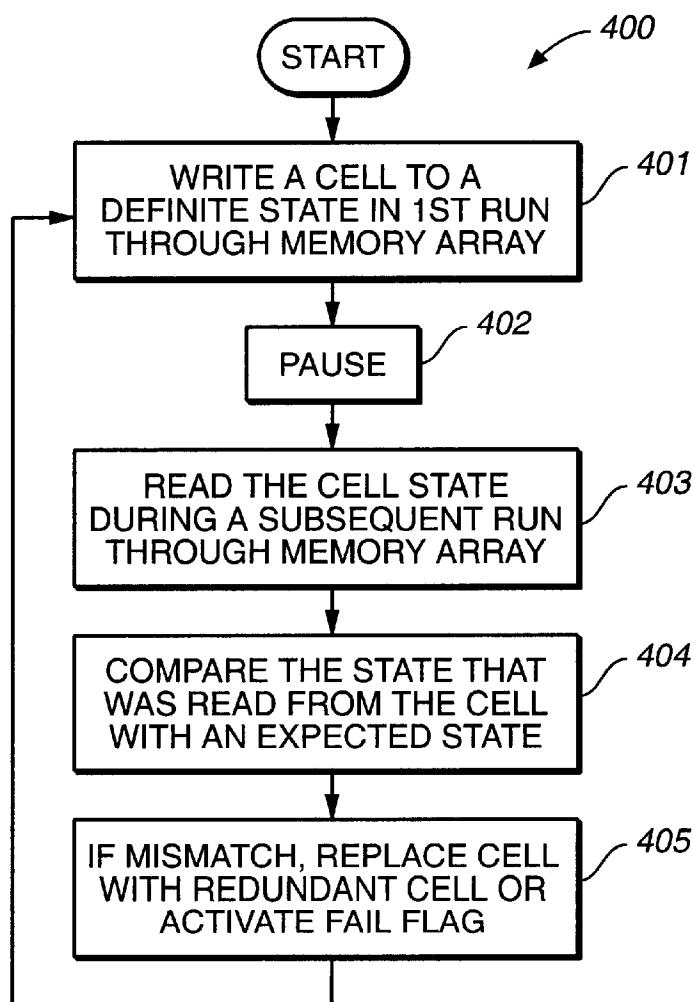 START
400
WRITE A CELL TO A
DEFINITE STATE IN 1ST RUN
THROUGH MEMORY ARRAY
401
PAUSE
402
READ THE CELL STATE
DURING A SUBSEQUENT RUN
THROUGH MEMORY ARRAY
403
COMPARE THE STATE THAT
WAS READ FROM THE CELL
WITH AN EXPECTED STATE
404
IF MISMATCH, REPLACE CELL
WITH REDUNDANT CELL OR
ACTIVATE FAIL FLAG
405